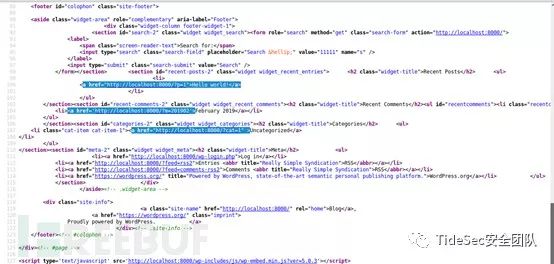 <footer id="colophon" class="site-footer">
<aside class="widget-area" role="complementary" aria-label="Footer">
<div class="widget-column footer-widget-1">
<section id="search-2" class="widget widget_search"><form role="search" method="get" class="search-form" action="http://localhost:8080/">
<label>
<span class="screen-reader-text">Search for:</span>
<input type="search" class="search-field" placeholder="Search &hellip;" value="11111" name="s" />
</label>
<input type="submit" class="search-submit" value="Search" />
</form></section> <section id="recent-posts-2" class="widget widget_recent_entries"> <h2 class="widget-title">Recent Posts</h2> <ul>
<li>
<a href="http://localhost:8080/?p=1">Hello world!</a>
</li>
</ul>
</section><section id="recent-comments-2" class="widget widget_recent_comments"><h2 class="widget-title">Recent Comments</h2><ul id="recentcomments"><li class="recentc
<li><a href="http://localhost:8080/?m=201902">February 2019</a></li>
</ul>
</section><section id="categories-2" class="widget widget_categories"><h2 class="widget-title">Categories</h2> <ul>
<li class="cat-item cat-item-1"><a href="http://localhost:8080/?cat=1" >Uncategorized</a>
</li>
</ul>
</section><section id="meta-2" class="widget widget_meta"><h2 class="widget-title">Meta</h2> <ul>
<li><a href="http://localhost:8080/wp-login.php">Log in</a></li>
<li><a href="http://localhost:8080/?feed=rss2">Entries <abbr title="Really Simple Syndication">RSS</abbr></a></li>
<li><a href="http://localhost:8080/?feed=comments-rss2">Comments <abbr title="Really Simple Syndication">RSS</abbr></a></li>
<li><a href="https://wordpress.org/" title="Powered by WordPress, state-of-the-art semantic personal publishing platform.">WordPress.org</a></li> </ul>
</section> </div>
</aside><!-- .widget-area -->
<div class="site-info">
<a class="site-name" href="http://localhost:8080/" rel="home">Blog</a>,
<a href="https://wordpress.org/" class="imprint">
Proudly powered by WordPress. </a>
</div><!-- .site-info -->
</footer><!-- #colophon -->
</div><!-- #page -->
<script type='text/javascript' src='http://localhost:8080/wp-includes/js/wp-embed.min.js?ver=5.0.3'></script>
REEBUF
TideSec安全团队